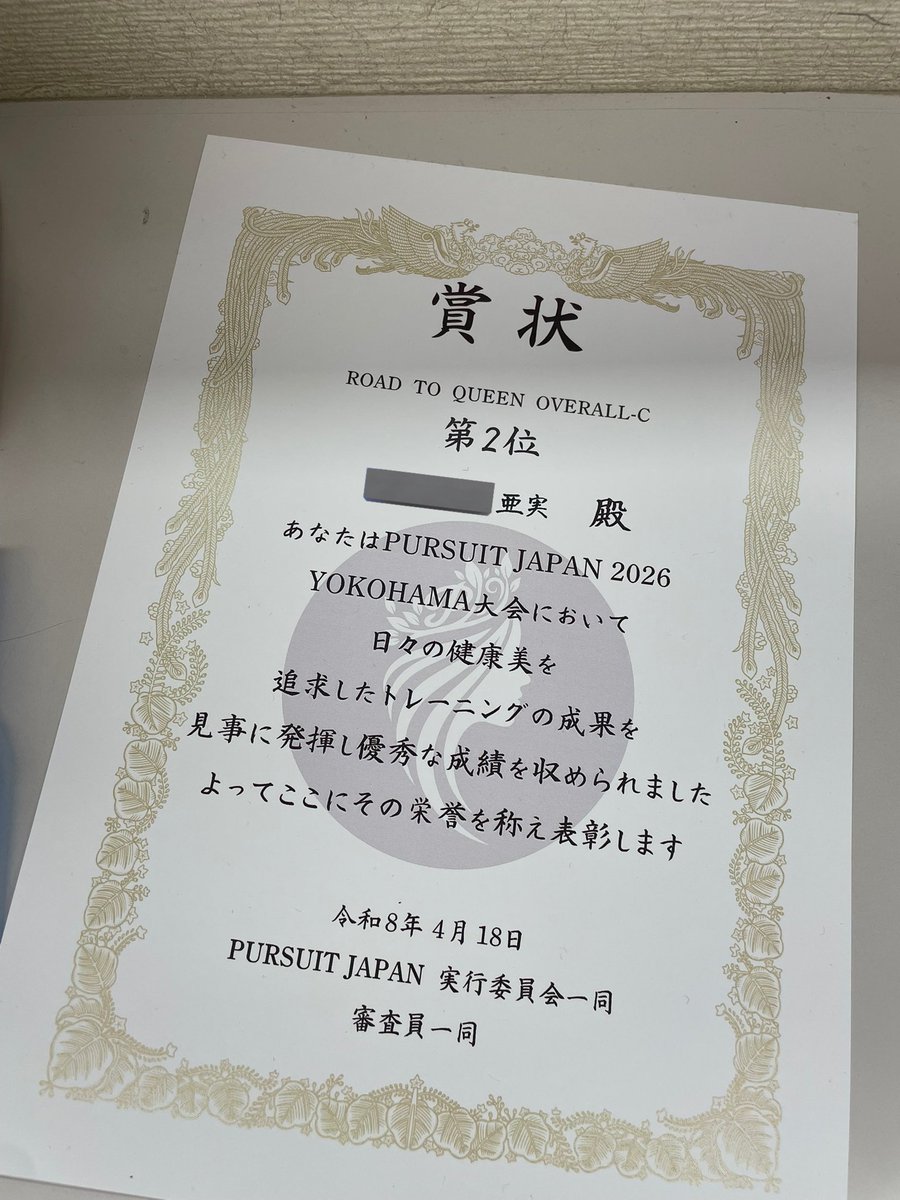 賞状
ROAD TO QUEEN OVERALL-C
第2位
亜実 殿
あなたはPURSUIT JAPAN 2026
YOKOHAMA大会において
日々の健康美を
追求したトレーニングの成果を
見事に発揮し優秀な成績を収められました
よってここにその栄誉を称え表彰します
令和8年 4月 18日
PURSUIT JAPAN 実行委員会一同
審査員一同